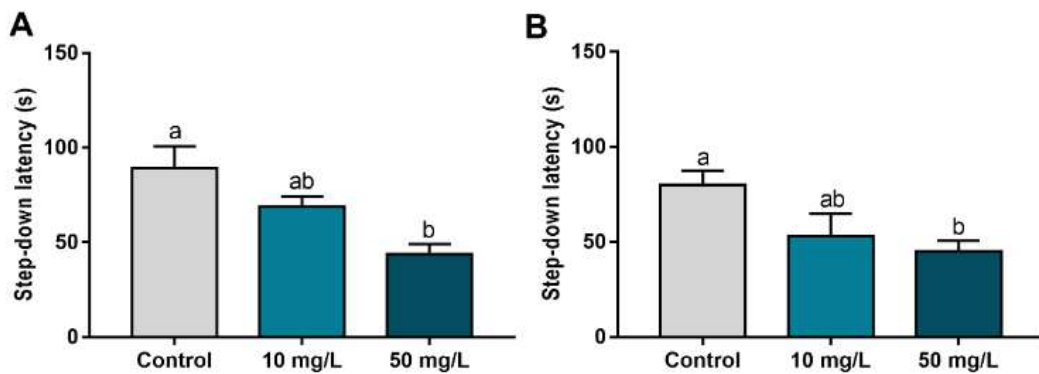 A
Step-down latency (s)
150
100
50
0
a
ab
b
Control 10 mg/L 50 mg/L
B
Step-down latency (s)
150
100
50
0
a
ab
b
Control 10 mg/L 50 mg/L